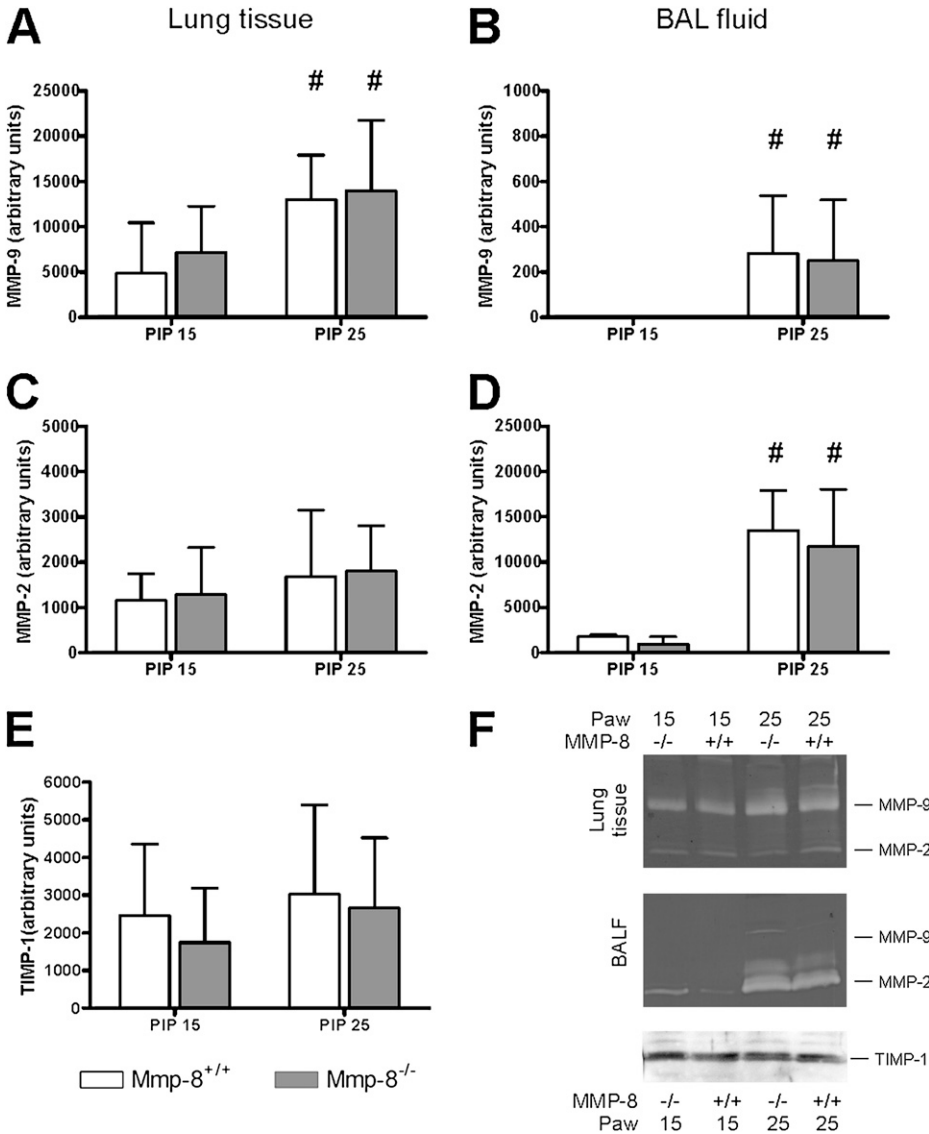 A Lung tissue
B BAL fluid
MMP-9 (arbitrary units)
25000
20000
15000
10000
5000
0
# #
PIP 15 PIP 25
MMP-9 (arbitrary units)
1000
800
600
400
200
0
# #
PIP 15 PIP 25
C
MMP-2 (arbitrary units)
5000
4000
3000
2000
1000
0
PIP 15 PIP 25
D
MMP-2 (arbitrary units)
25000
20000
15000
10000
5000
0
# #
PIP 15 PIP 25
E
TIMP-1(arbitrary units)
6000
5000
4000
3000
2000
1000
0
PIP 15 PIP 25
Mmp-8+/+ Mmp-8-/-
F
Paw 15 15 25 25
MMP-8 -/- +/+ -/- +/+
Lung
tissue
MMP-9
MMP-2
BALF
MMP-9
MMP-2
TIMP-1
MMP-8 -/- +/+ -/- +/+
Paw 15 15 25 25